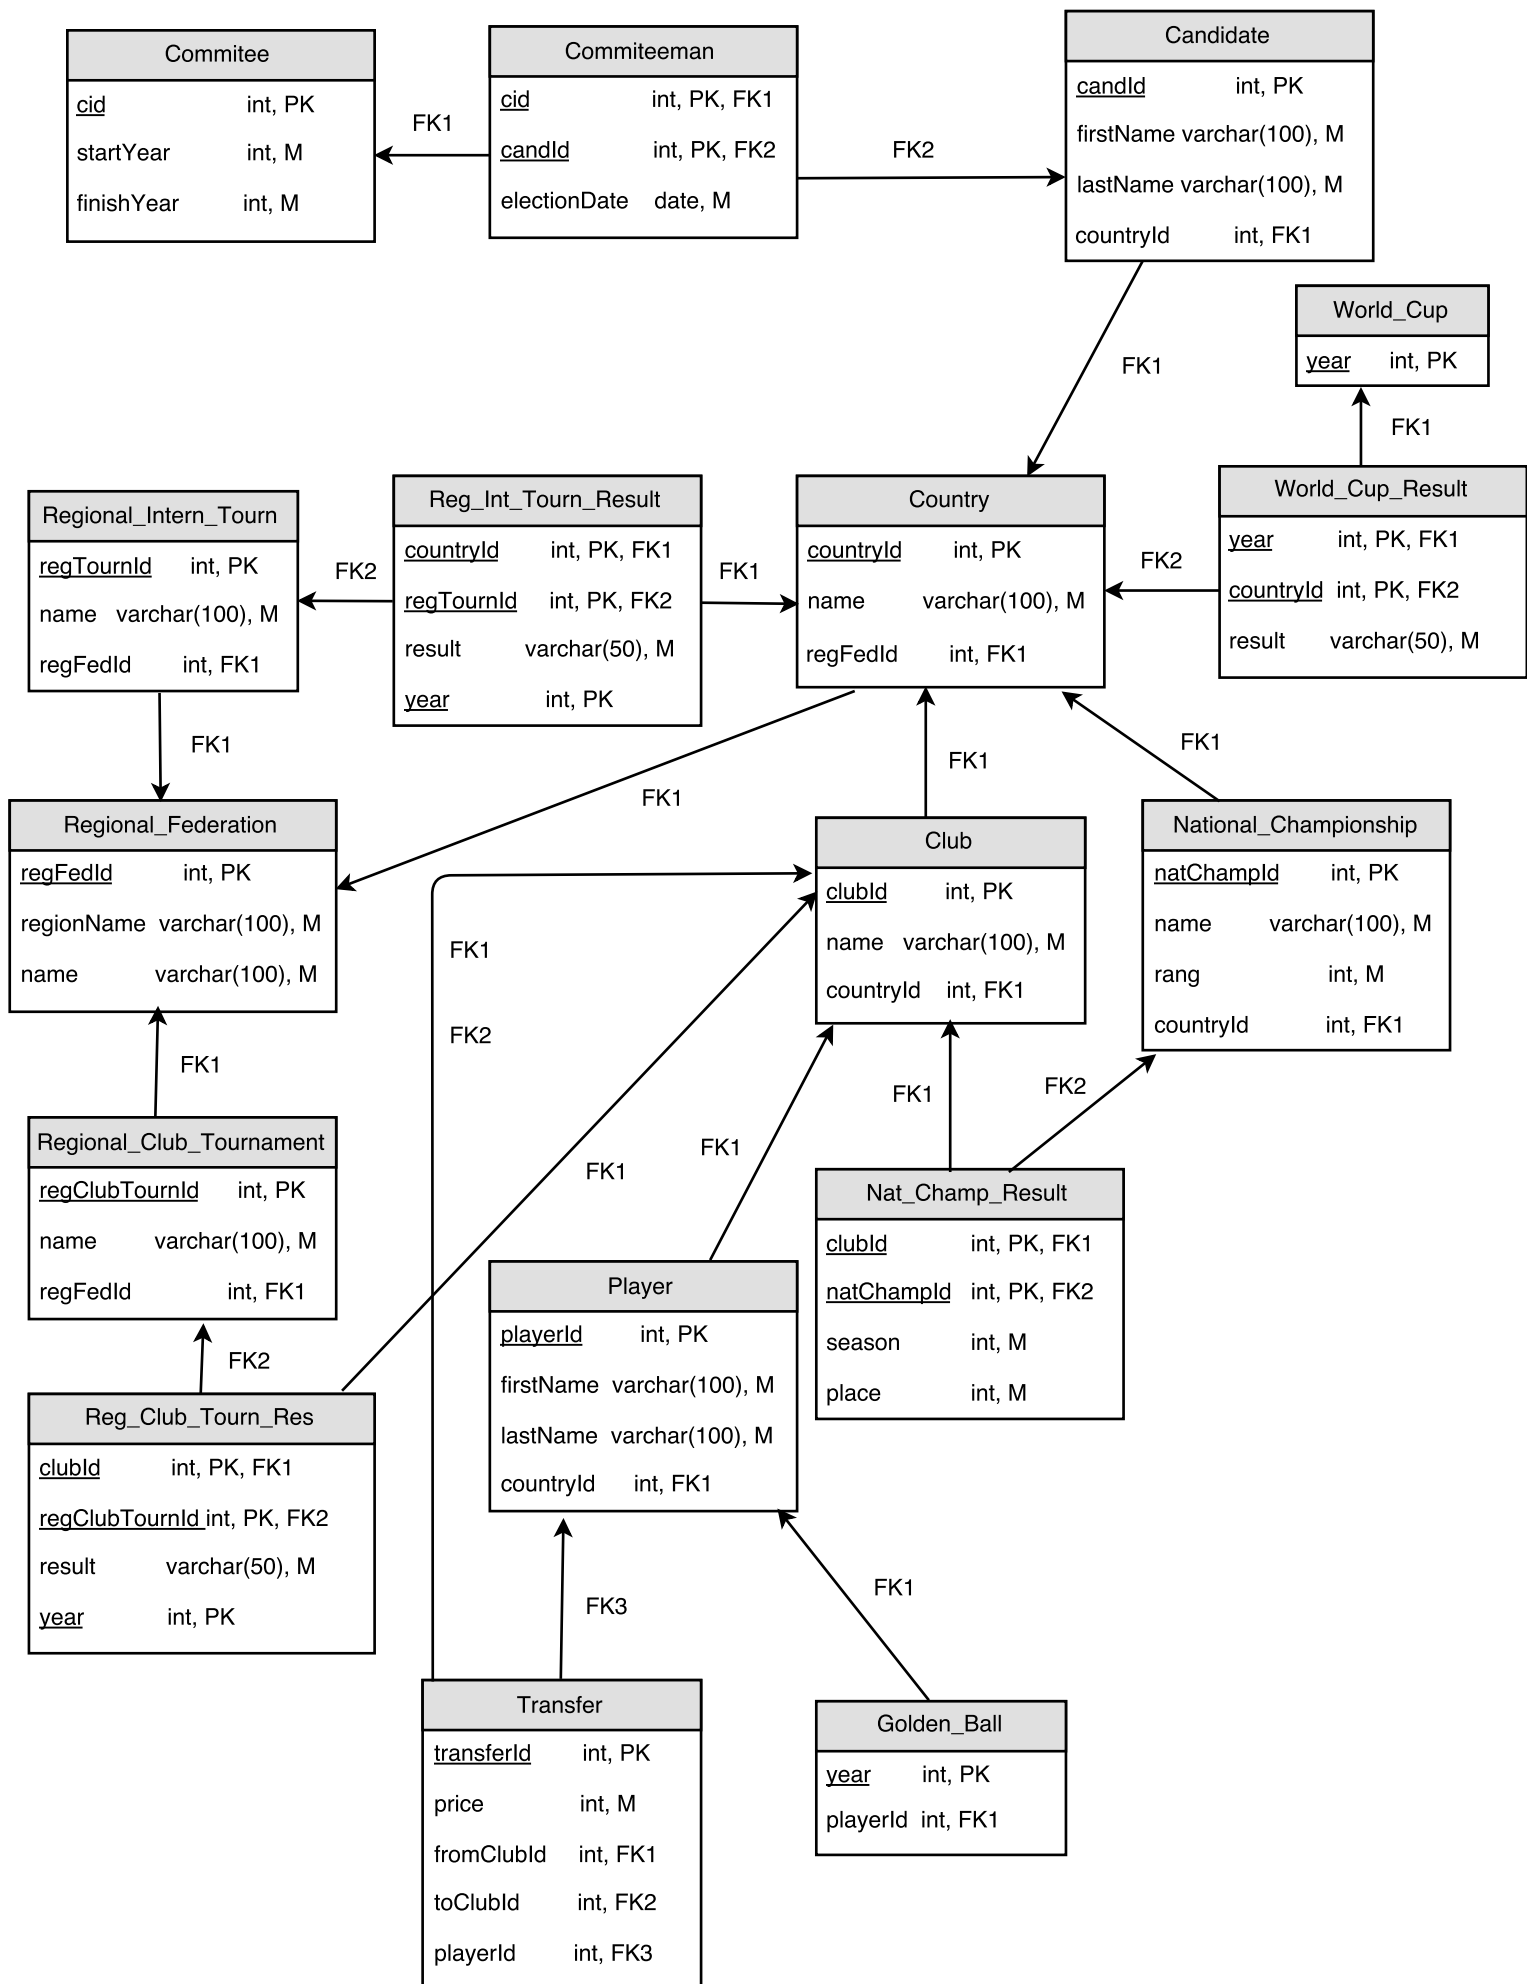 Commitee
cid int, PK
startYear int, M
finishYear int, M
FK1
Commiteeman
cid int, PK, FK1
candId int, PK, FK2
electionDate date, M
FK2
Candidate
candId int, PK
firstName varchar(100), M
lastName varchar(100), M
countryId int, FK1
FK1
World_Cup
year int, PK
FK1
Regional_Intern_Tourn
regTournId int, PK
name varchar(100), M
regFedId int, FK1
FK2
Reg_Int_Tourn_Result
countryId int, PK, FK1
regTournId int, PK, FK2
result varchar(50), M
year int, PK
FK1
Country
countryId int, PK
name varchar(100), M
regFedId int, FK1
FK2
World_Cup_Result
year int, PK, FK1
countryId int, PK, FK2
result varchar(50), M
FK1
FK1
FK1
FK1
Regional_Federation
regFedId int, PK
regionName varchar(100), M
name varchar(100), M
FK1
FK2
Club
clubId int, PK
name varchar(100), M
countryId int, FK1
National_Championship
natChampId int, PK
name varchar(100), M
rang int, M
countryId int, FK1
FK1
FK1
FK1
FK1
FK2
Regional_Club_Tournament
regClubTournId int, PK
name varchar(100), M
regFedId int, FK1
FK2
Nat_Champ_Result
clubId int, PK, FK1
natChampId int, PK, FK2
season int, M
place int, M
Player
playerId int, PK
firstName varchar(100), M
lastName varchar(100), M
countryId int, FK1
Reg_Club_Tourn_Res
clubId int, PK, FK1
regClubTournId int, PK, FK2
result varchar(50), M
year int, PK
FK3
FK1
Transfer
transferId int, PK
price int, M
fromClubId int, FK1
toClubId int, FK2
playerId int, FK3
Golden_Ball
year int, PK
playerId int, FK1